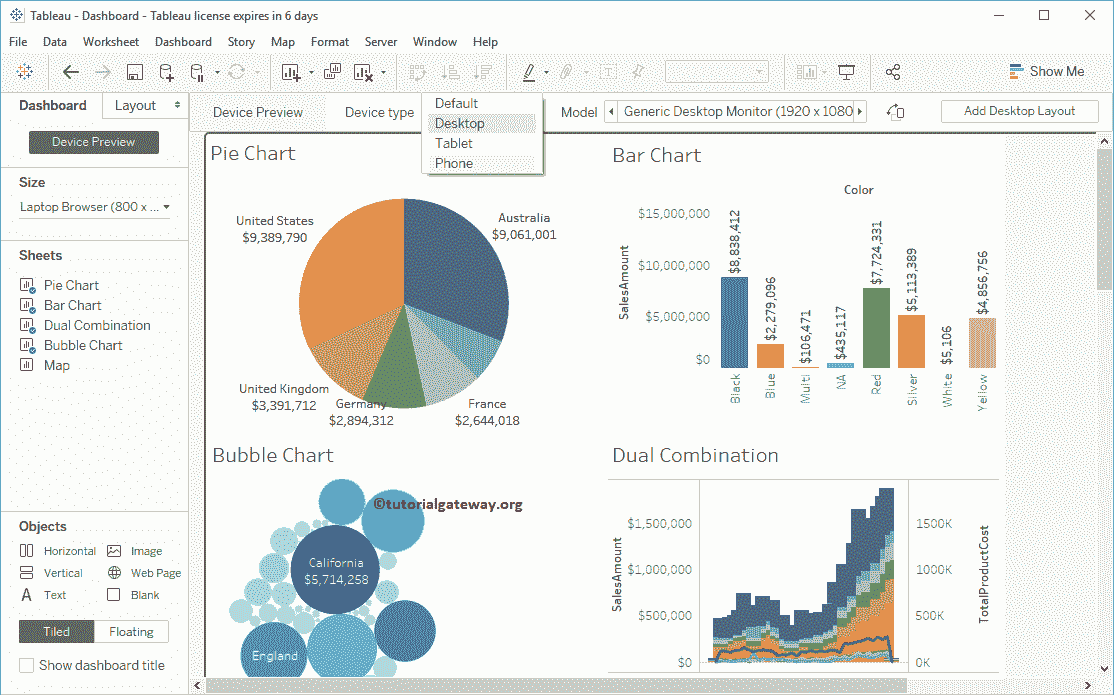 Tableau - Dashboard - Tableau license expires in 6 days
File Data Worksheet Dashboard Story Map Format Server Window Help
Show Me
Dashboard Layout
Device Preview
Size
Laptop Browser (800 x ...
Sheets
Pie Chart
Bar Chart
Dual Combination
Bubble Chart
Map
Objects
Horizontal Image
Vertical Web Page
Text Blank
Tiled Floating
Show dashboard title
Device Preview Device type Model Generic Desktop Monitor (1920 x 1080 Add Desktop Layout
Default
Desktop
Tablet
Phone
Pie Chart
United States
$9,389,790
Australia
$9,061,001
United Kingdom
$3,391,712
Germany
$2,894,312
France
$2,644,018
Bar Chart
Color
SalesAmount
$15,000,000
$10,000,000
$5,000,000
$0
$8,838,412
$2,279,096
$106,471
$435,117
$7,724,331
$5,113,389
$5,106
$4,856,756
Black
Blue
Multi
NA
Red
Silver
White
Yellow
Bubble Chart
©tutorialgateway.org
California
$5,714,258
England
Dual Combination
SalesAmount
$1,500,000
$1,000,000
$500,000
$0
1500K
1000K
500K
0K
TotalProductCost